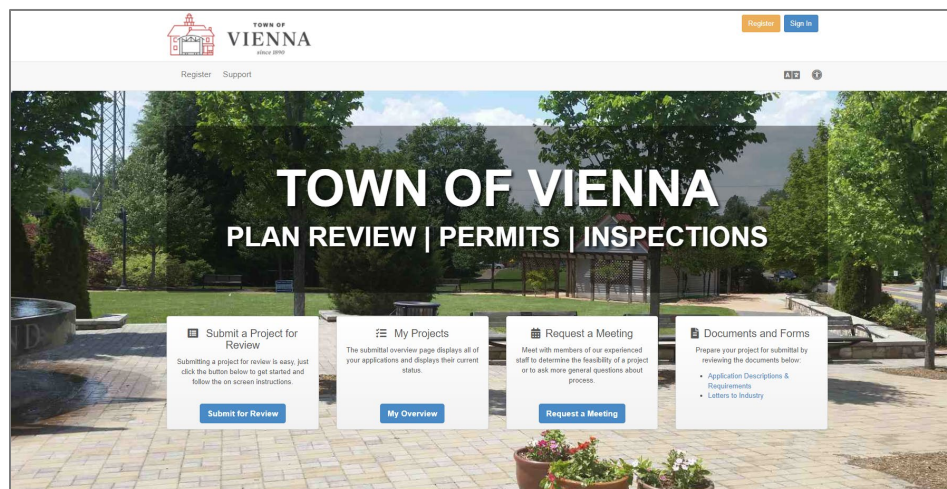 TOWN OF
VIENNA
since 1890
Register
Sign In
Register
Support
TOWN OF VIENNA
PLAN REVIEW | PERMITS | INSPECTIONS
Submit a Project for
Review
Submitting a project for review is easy, just
click the button below to get started and
follow the on screen instructions.
Submit for Review
My Projects
The submittal overview page displays all of
your applications and displays their current
status.
My Overview
Request a Meeting
Meet with members of our experienced
staff to determine the feasibility of a project
or to ask more general questions about
process.
Request a Meeting
Documents and Forms
Prepare your project for submittal by
reviewing the documents below:
Application Descriptions &
Requirements
Letters to Industry